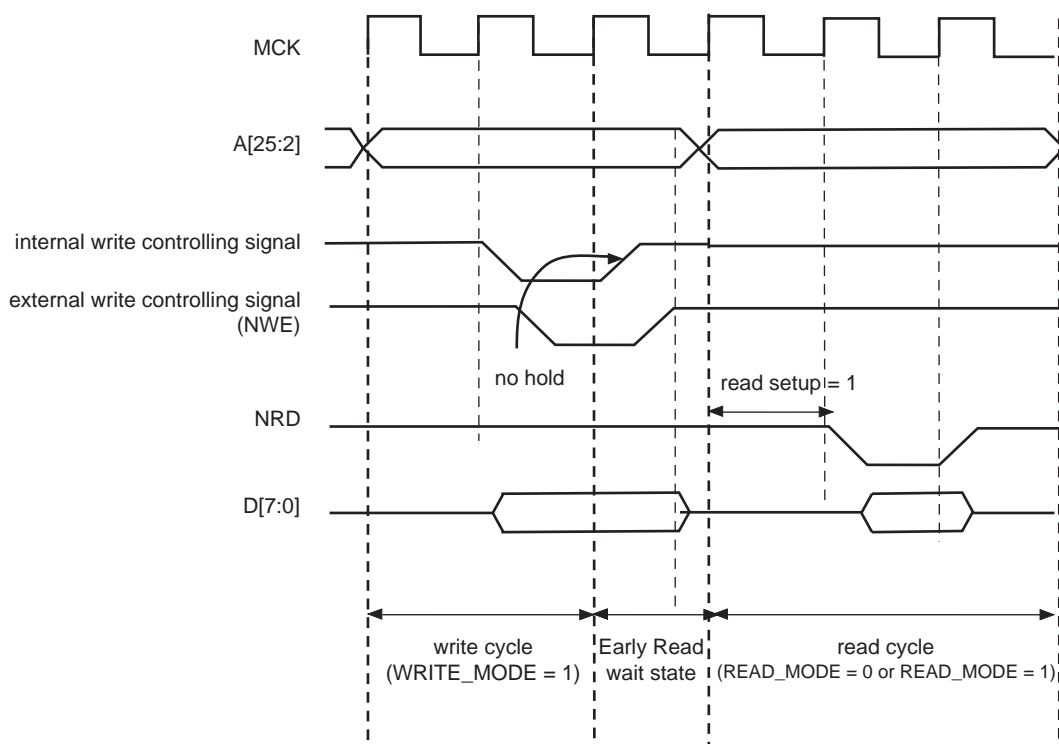 MCK
A[25:2]
internal write controlling signal
external write controlling signal
(NWE)
no hold
read setup = 1
NRD
D[7:0]
write cycle
(WRITE_MODE = 1)
Early Read
wait state
read cycle
(READ_MODE = 0 or READ_MODE = 1)